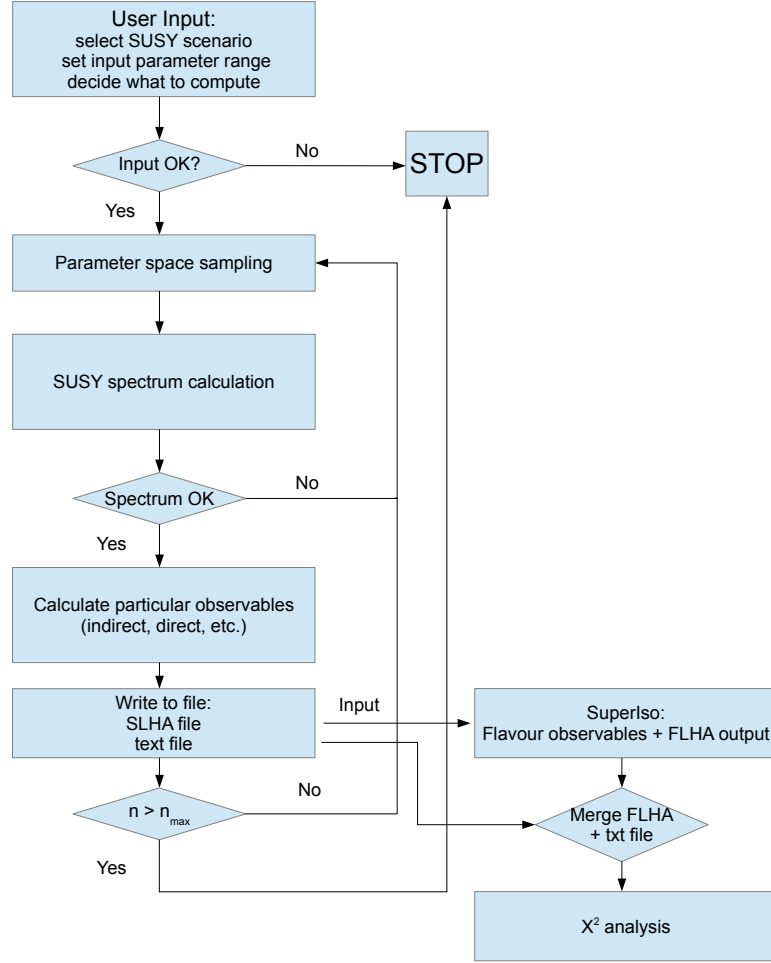 User Input:
select SUSY scenario
set input parameter range
decide what to compute
Input OK?
No
STOP
Yes
Parameter space sampling
SUSY spectrum calculation
Spectrum OK
No
Yes
Calculate particular observables
(indirect, direct, etc.)
Write to file:
SLHA file
text file
Input
SuperIso:
Flavour observables + FLHA output
n > n_max
No
Merge FLHA
+ txt file
Yes
X² analysis